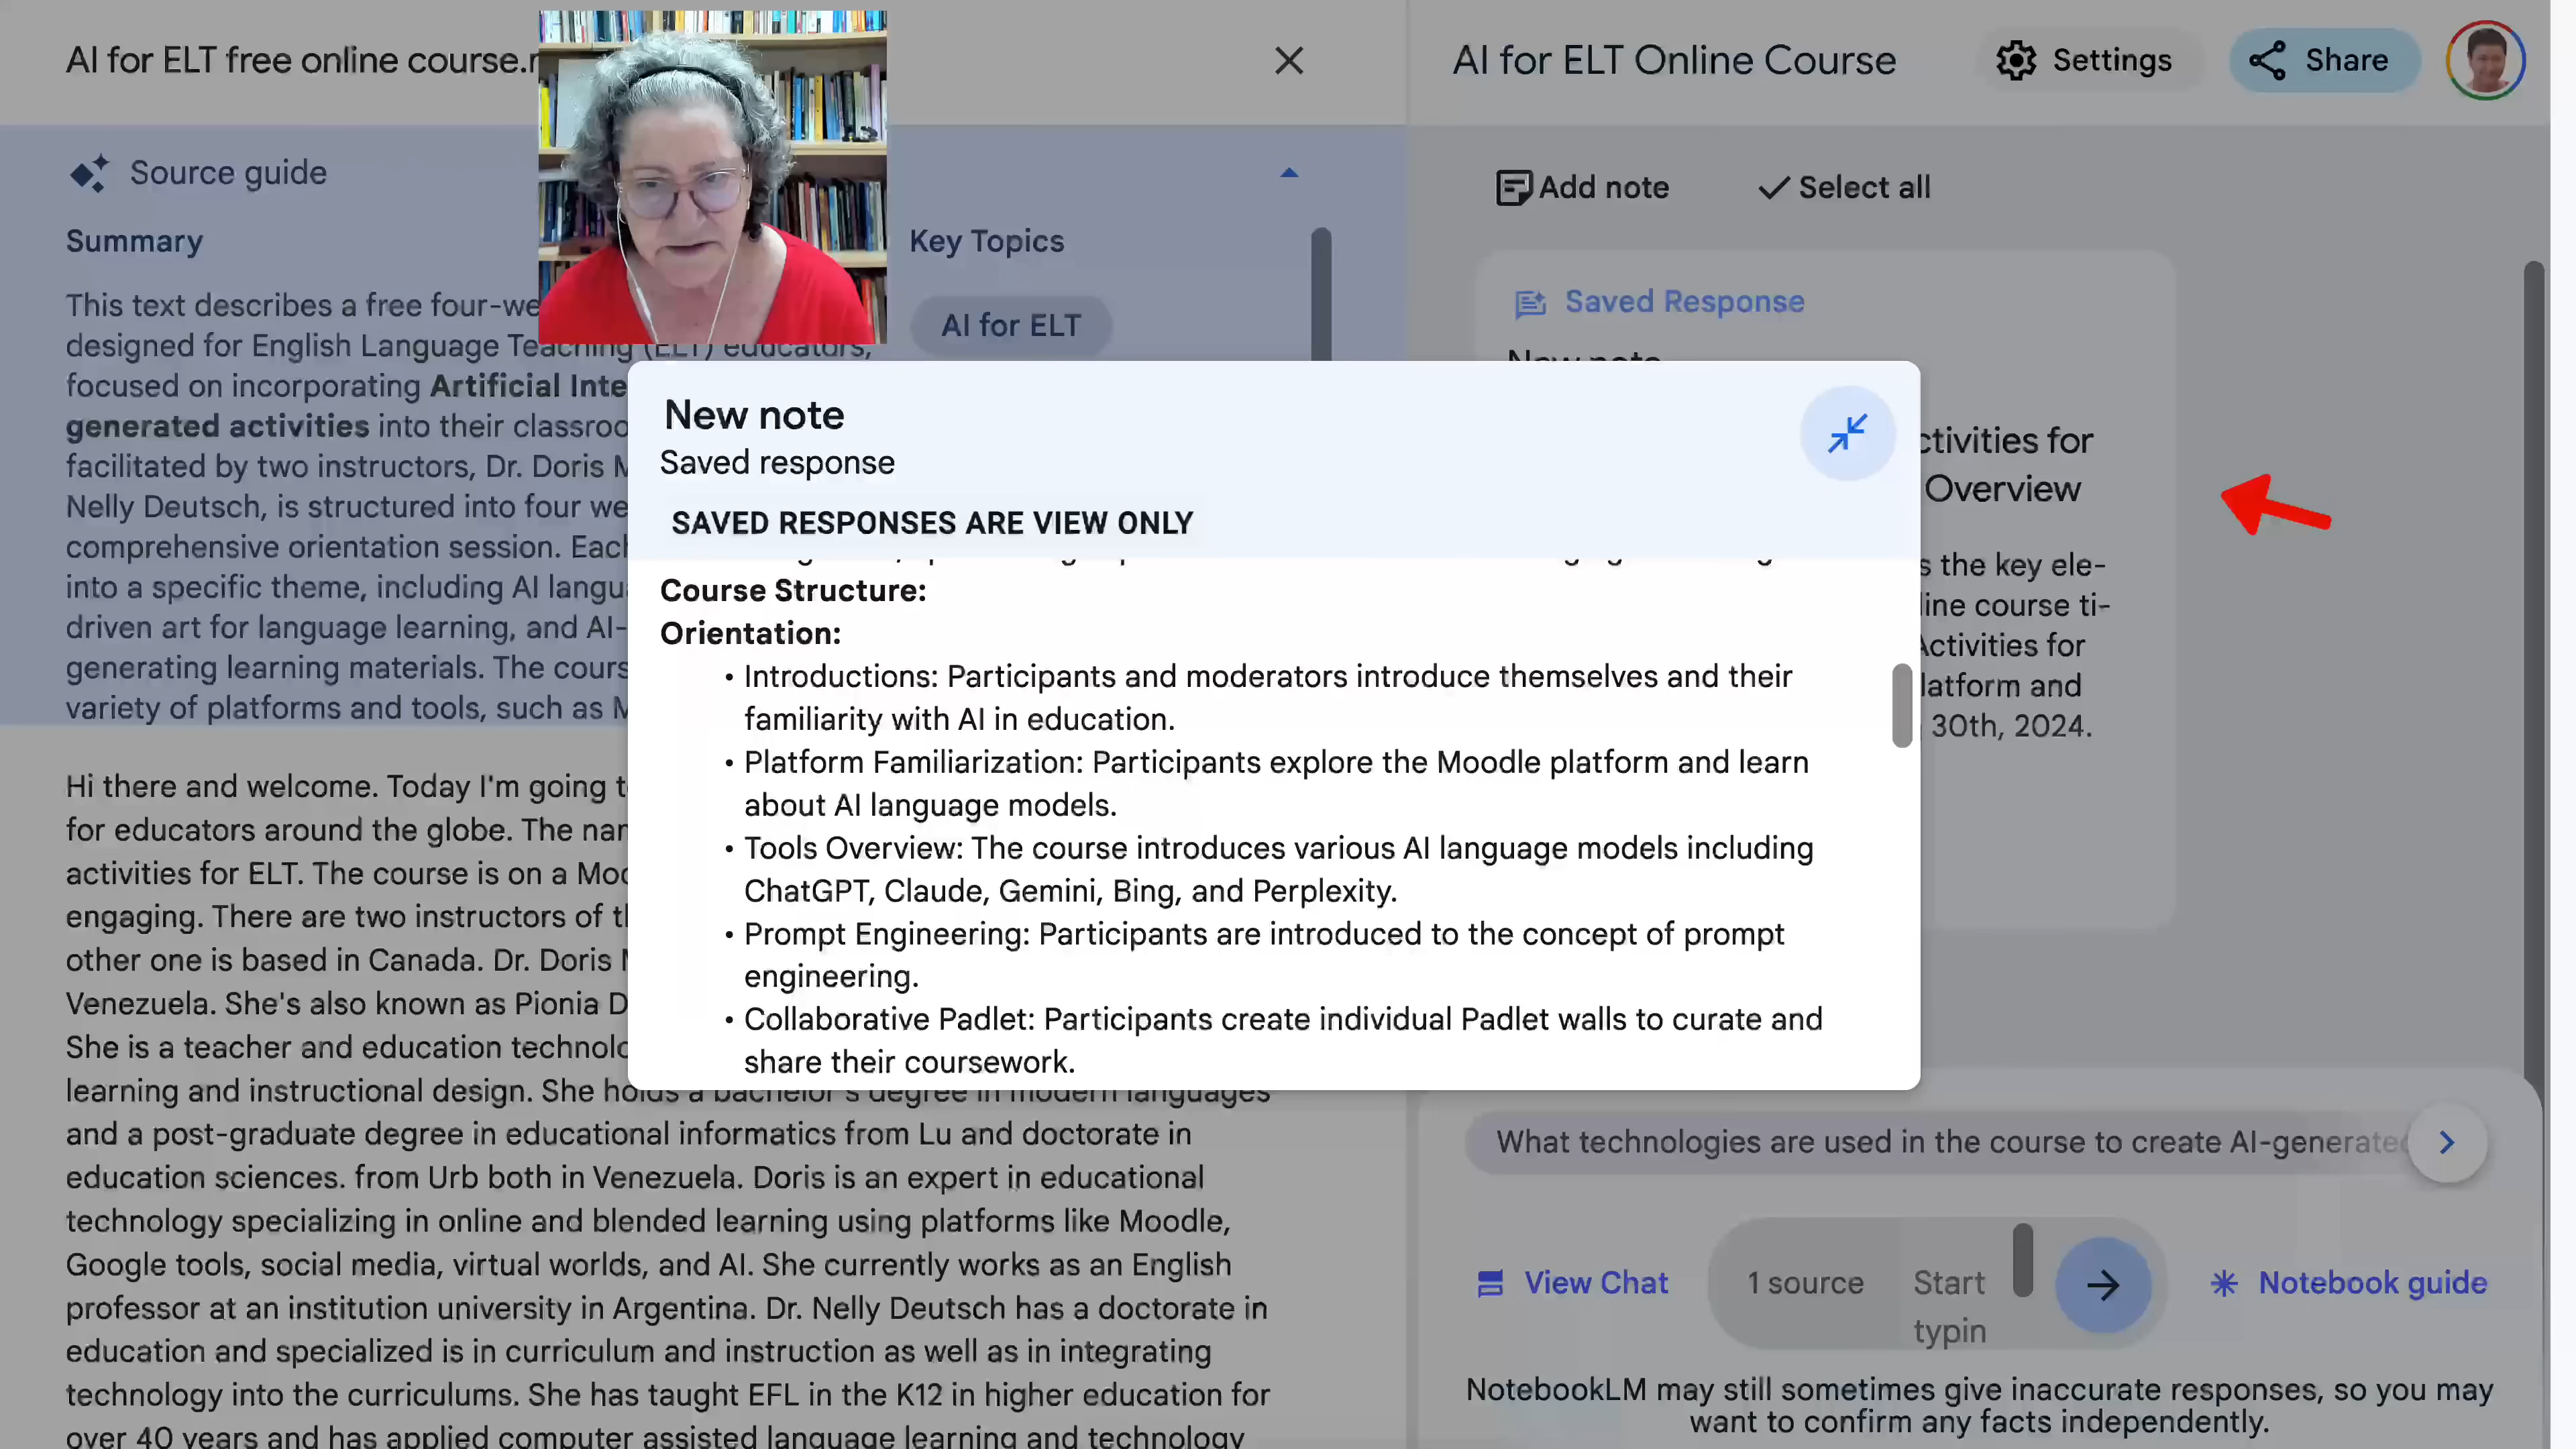 AI for ELT free online course.
Source guide
Summary
This text describes a free four-we
designed for English Language Teaching (ELT) educators,
focused on incorporating Artificial Inte
generated activities into their classroo
facilitated by two instructors, Dr. Doris M
Nelly Deutsch, is structured into four we
comprehensive orientation session. Eac
into a specific theme, including AI langu
driven art for language learning, and AI-
generating learning materials. The cours
variety of platforms and tools, such as M
Key Topics
AI for ELT
Hi there and welcome. Today I'm going t
for educators around the globe. The nam
activities for ELT. The course is on a Moo
engaging. There are two instructors of t
other one is based in Canada. Dr. Doris M
Venezuela. She's also known as Pionia D
She is a teacher and education technolo
learning and instructional design. She holds a bachelor's degree in modern languages
and a post-graduate degree in educational informatics from Lu and doctorate in
education sciences. from Urb both in Venezuela. Doris is an expert in educational
technology specializing in online and blended learning using platforms like Moodle,
Google tools, social media, virtual worlds, and AI. She currently works as an English
professor at an institution university in Argentina. Dr. Nelly Deutsch has a doctorate in
education and specialized is in curriculum and instruction as well as in integrating
technology into the curriculums. She has taught EFL in the K12 in higher education for
over 40 years and has applied computer assisted language learning and technology
New note
Saved response
SAVED RESPONSES ARE VIEW ONLY
Course Structure:
Orientation:
• Introductions: Participants and moderators introduce themselves and their
familiarity with AI in education.
• Platform Familiarization: Participants explore the Moodle platform and learn
about AI language models.
• Tools Overview: The course introduces various AI language models including
ChatGPT, Claude, Gemini, Bing, and Perplexity.
• Prompt Engineering: Participants are introduced to the concept of prompt
engineering.
• Collaborative Padlet: Participants create individual Padlet walls to curate and
share their coursework.
AI for ELT Online Course
Settings
Share
Add note
Select all
Saved Response
New note
ctivities for
Overview
s the key ele-
line course ti-
Activities for
latform and
30th, 2024.
What technologies are used in the course to create AI-generated
View Chat
1 source
Start
typin
Notebook guide
NotebookLM may still sometimes give inaccurate responses, so you may
want to confirm any facts independently.